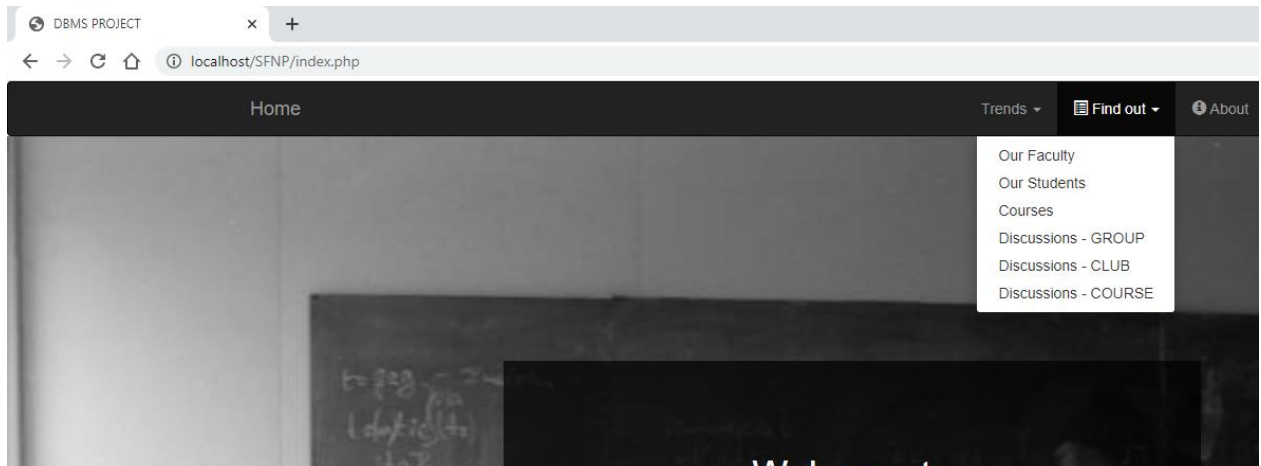 DBMS PROJECT
localhost/SFNP/index.php
Home Trends Find out About
Our Faculty
Our Students
Courses
Discussions - GROUP
Discussions - CLUB
Discussions - COURSE